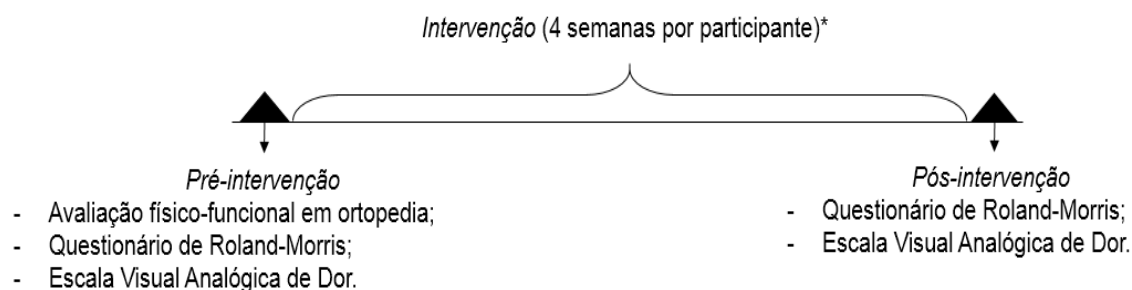 Intervenção (4 semanas por participante)*
Pré-intervenção
- Avaliação físico-funcional em ortopedia;
- Questionário de Roland-Morris;
- Escala Visual Analógica de Dor.
Pós-intervenção
- Questionário de Roland-Morris;
- Escala Visual Analógica de Dor.